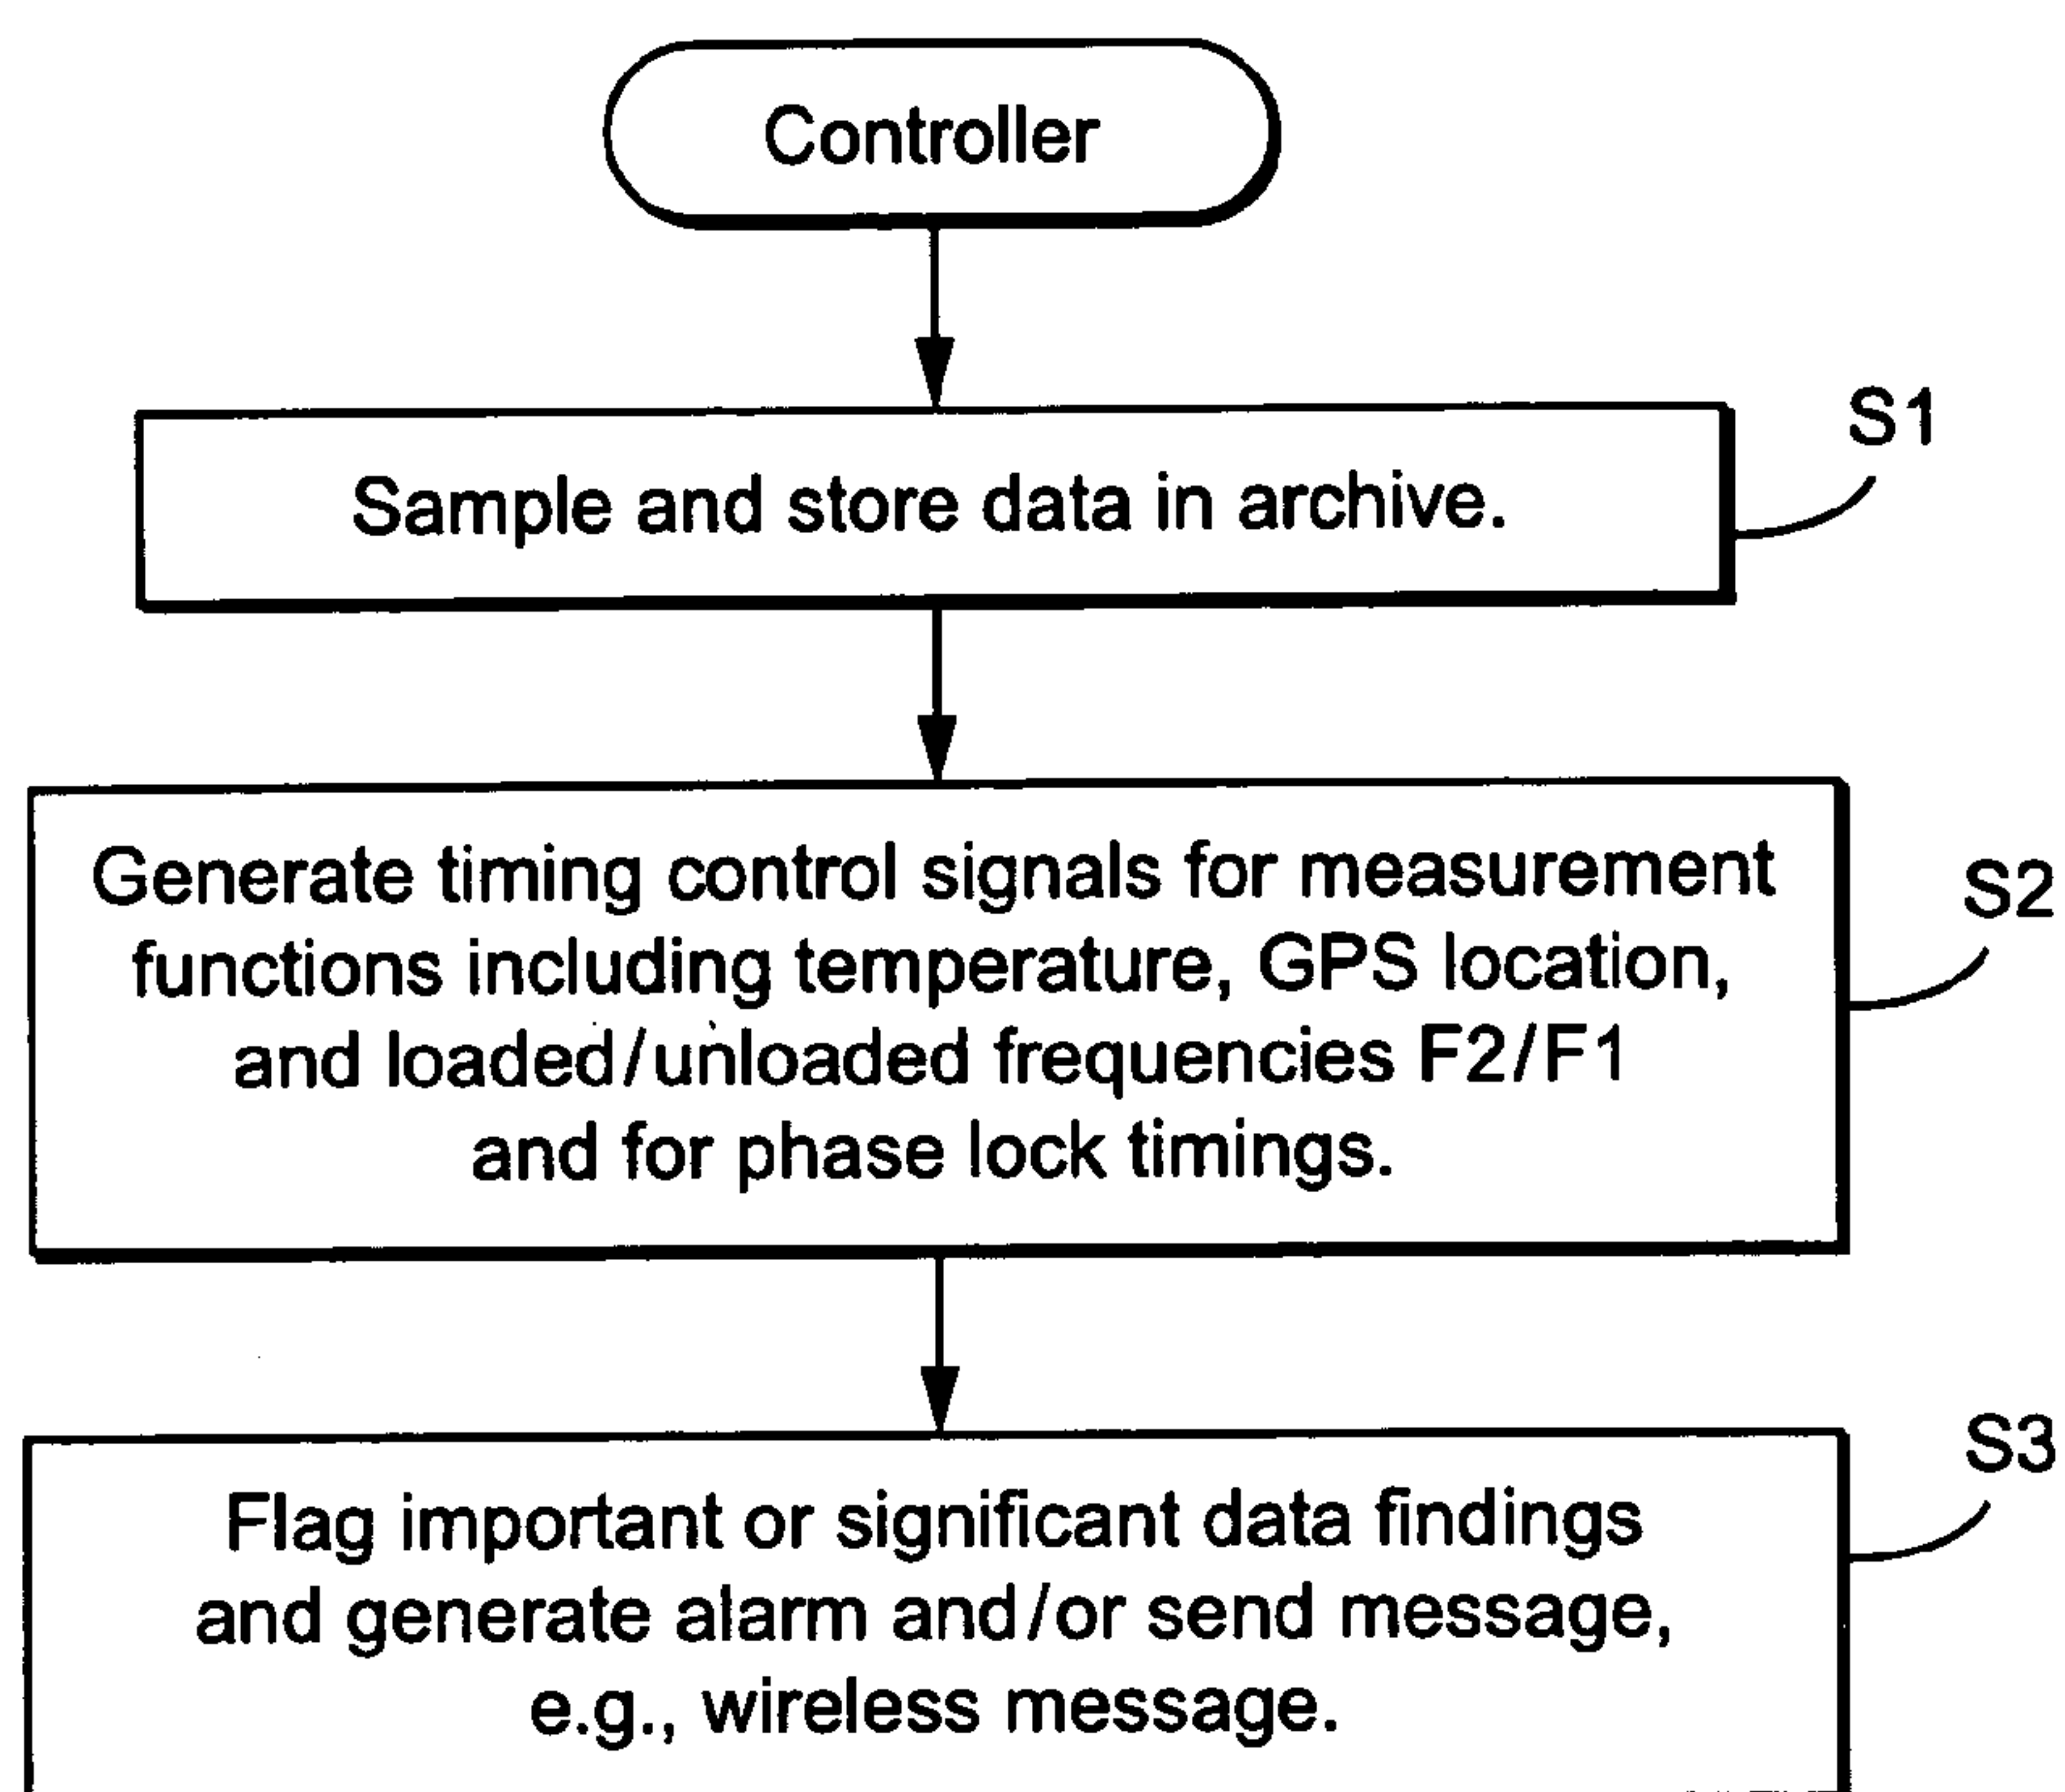 Controller
S1
Sample and store data in archive.
Generate timing control signals for measurement
S2
functions including temperature, GPS location,
and loaded/unloaded frequencies F2/F1
and for phase lock timings.
S3
Flag important or significant data findings
and generate alarm and/or send message,
e.g., wireless message.